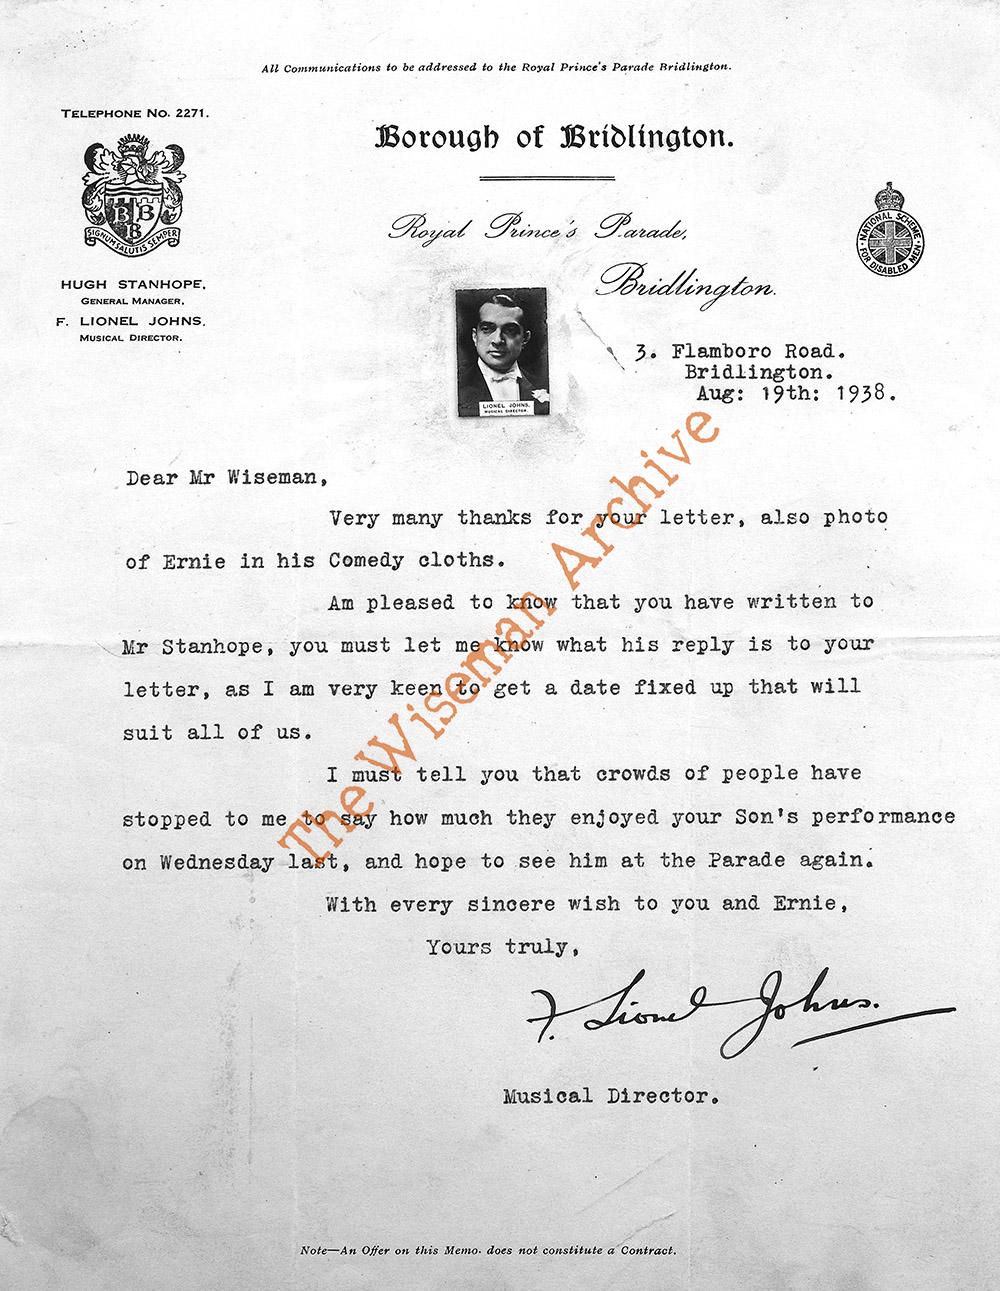 All Communications to be addressed to the Royal Prince's Parade Bridlington.
TELEPHONE No. 2271.
Borough of Bridlington.
BBB
SIGNUM SALUTIS SEMPER
Royal Prince's Parade,
Bridlington.
NATIONAL SCHEME
FOR DISABLED MEN
HUGH STANHOPE,
GENERAL MANAGER,
F. LIONEL JOHNS,
MUSICAL DIRECTOR.
LIONEL JOHNS.
MUSICAL DIRECTOR.
3. Flamboro Road.
Bridlington.
Aug: 19th: 1938.
Dear Mr Wiseman,
Very many thanks for your letter, also photo
of Ernie in his Comedy cloths.
Am pleased to know that you have written to
Mr Stanhope, you must let me know what his reply is to your
letter, as I am very keen to get a date fixed up that will
suit all of us.
I must tell you that crowds of people have
stopped to me to say how much they enjoyed your Son's performance
on Wednesday last, and hope to see him at the Parade again.
With every sincere wish to you and Ernie,
Yours truly,
F. Lionel Johns.
Musical Director.
Note—An Offer on this Memo. does not constitute a Contract.
The Wiseman Archive